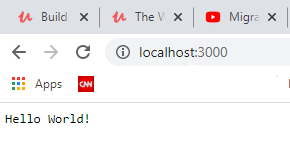 Build
The W
Migra
localhost:3000
Apps
CNN
Hello World!